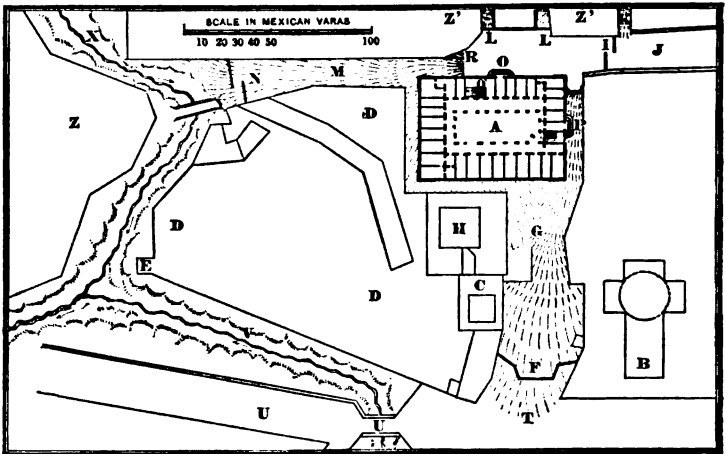 SCALE IN MEXICAN VARAS
10 20 30 40 50 100
Z' Z'
X L L I J
R
N M O
Q
Z D A P
D H G
E
D C
B
F
U U T